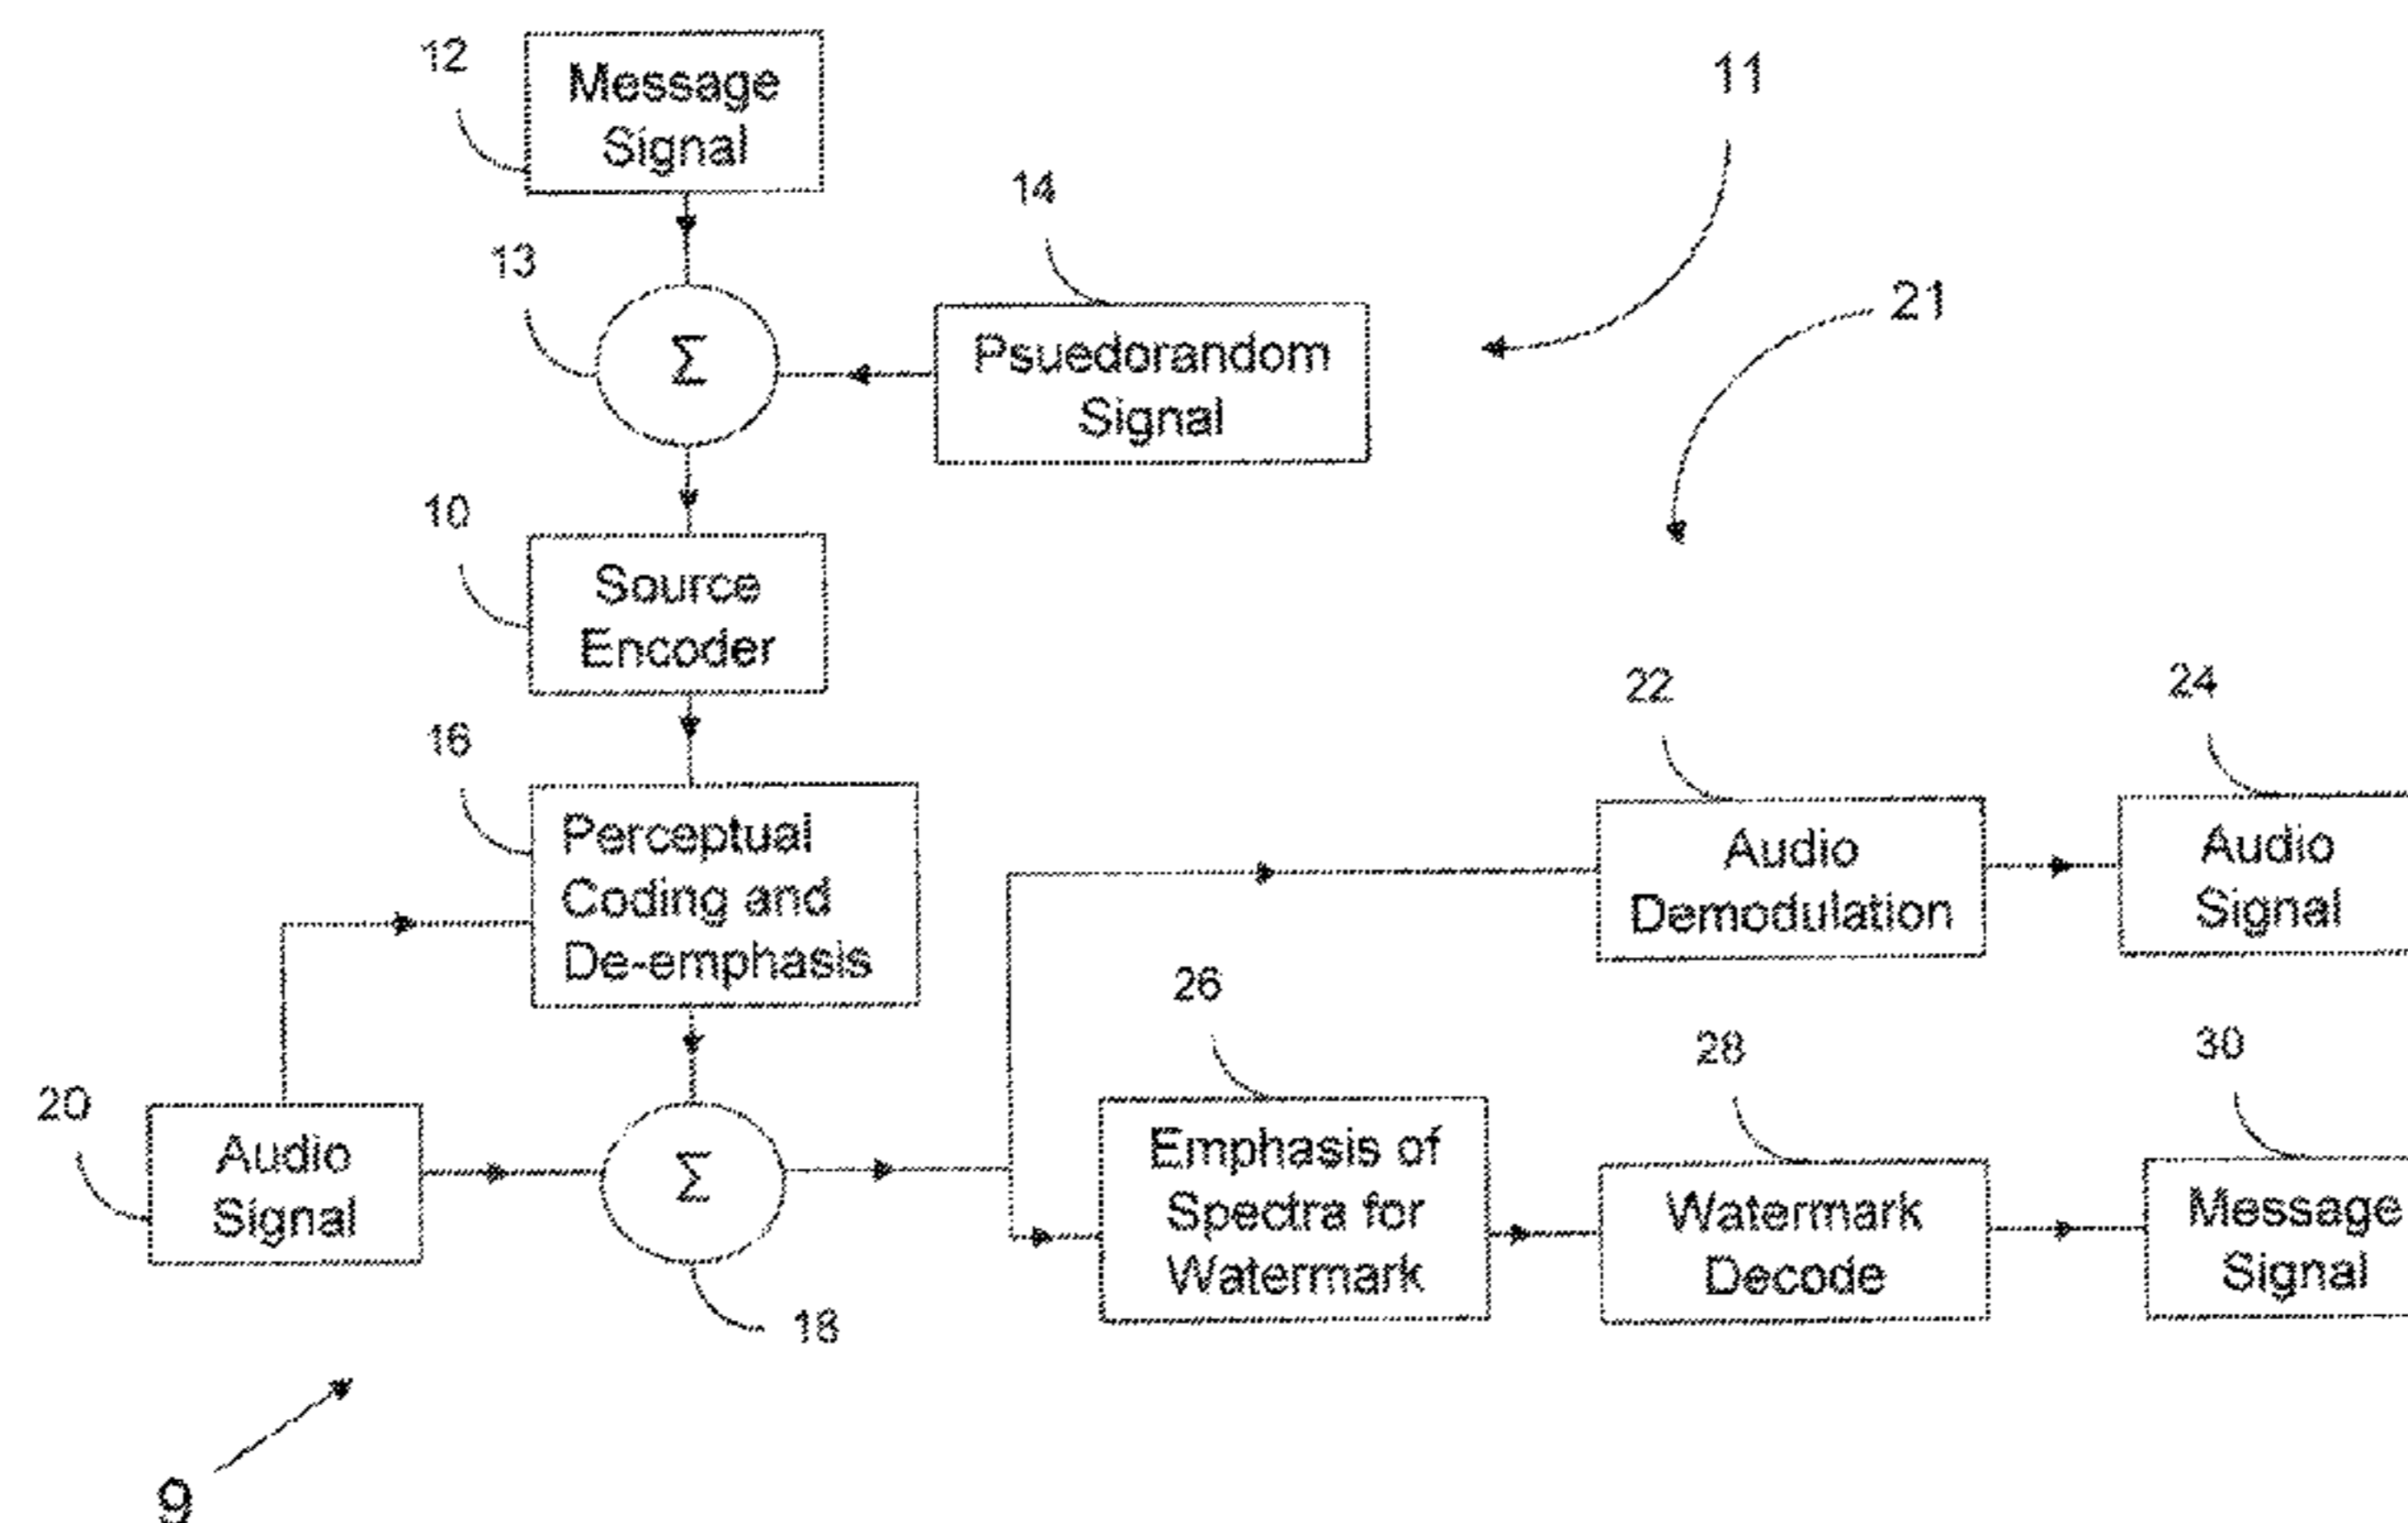 12
Message
Signal
11
14
13
Σ
Psuedorandom
Signal
21
10
Source
Encoder
16
Perceptual
Coding and
De-emphasis
22
24
Audio
Demodulation
Audio
Signal
26
28
30
20
Audio
Signal
Σ
Emphasis of
Spectra for
Watermark
Watermark
Decode
Message
Signal
18
9